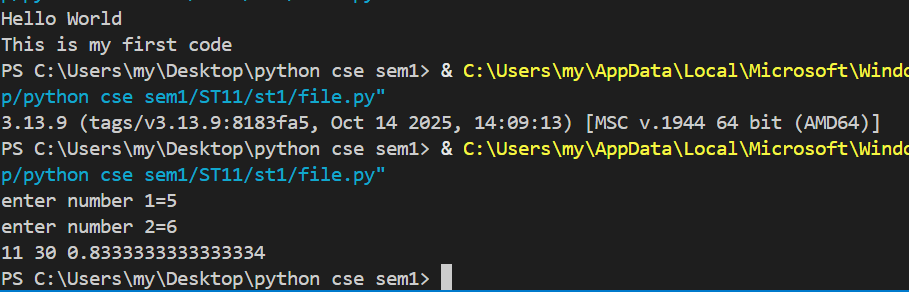 Hello World
This is my first code
PS C:\Users\my\Desktop\python cse sem1> & C:\Users\my\AppData\Local\Microsoft\Windo
p/python cse sem1/ST11/st1/file.py"
3.13.9 (tags/v3.13.9:8183fa5, Oct 14 2025, 14:09:13) [MSC v.1944 64 bit (AMD64)]
PS C:\Users\my\Desktop\python cse sem1> & C:\Users\my\AppData\Local\Microsoft\Windo
p/python cse sem1/ST11/st1/file.py"
enter number 1=5
enter number 2=6
11 30 0.8333333333333334
PS C:\Users\my\Desktop\python cse sem1>